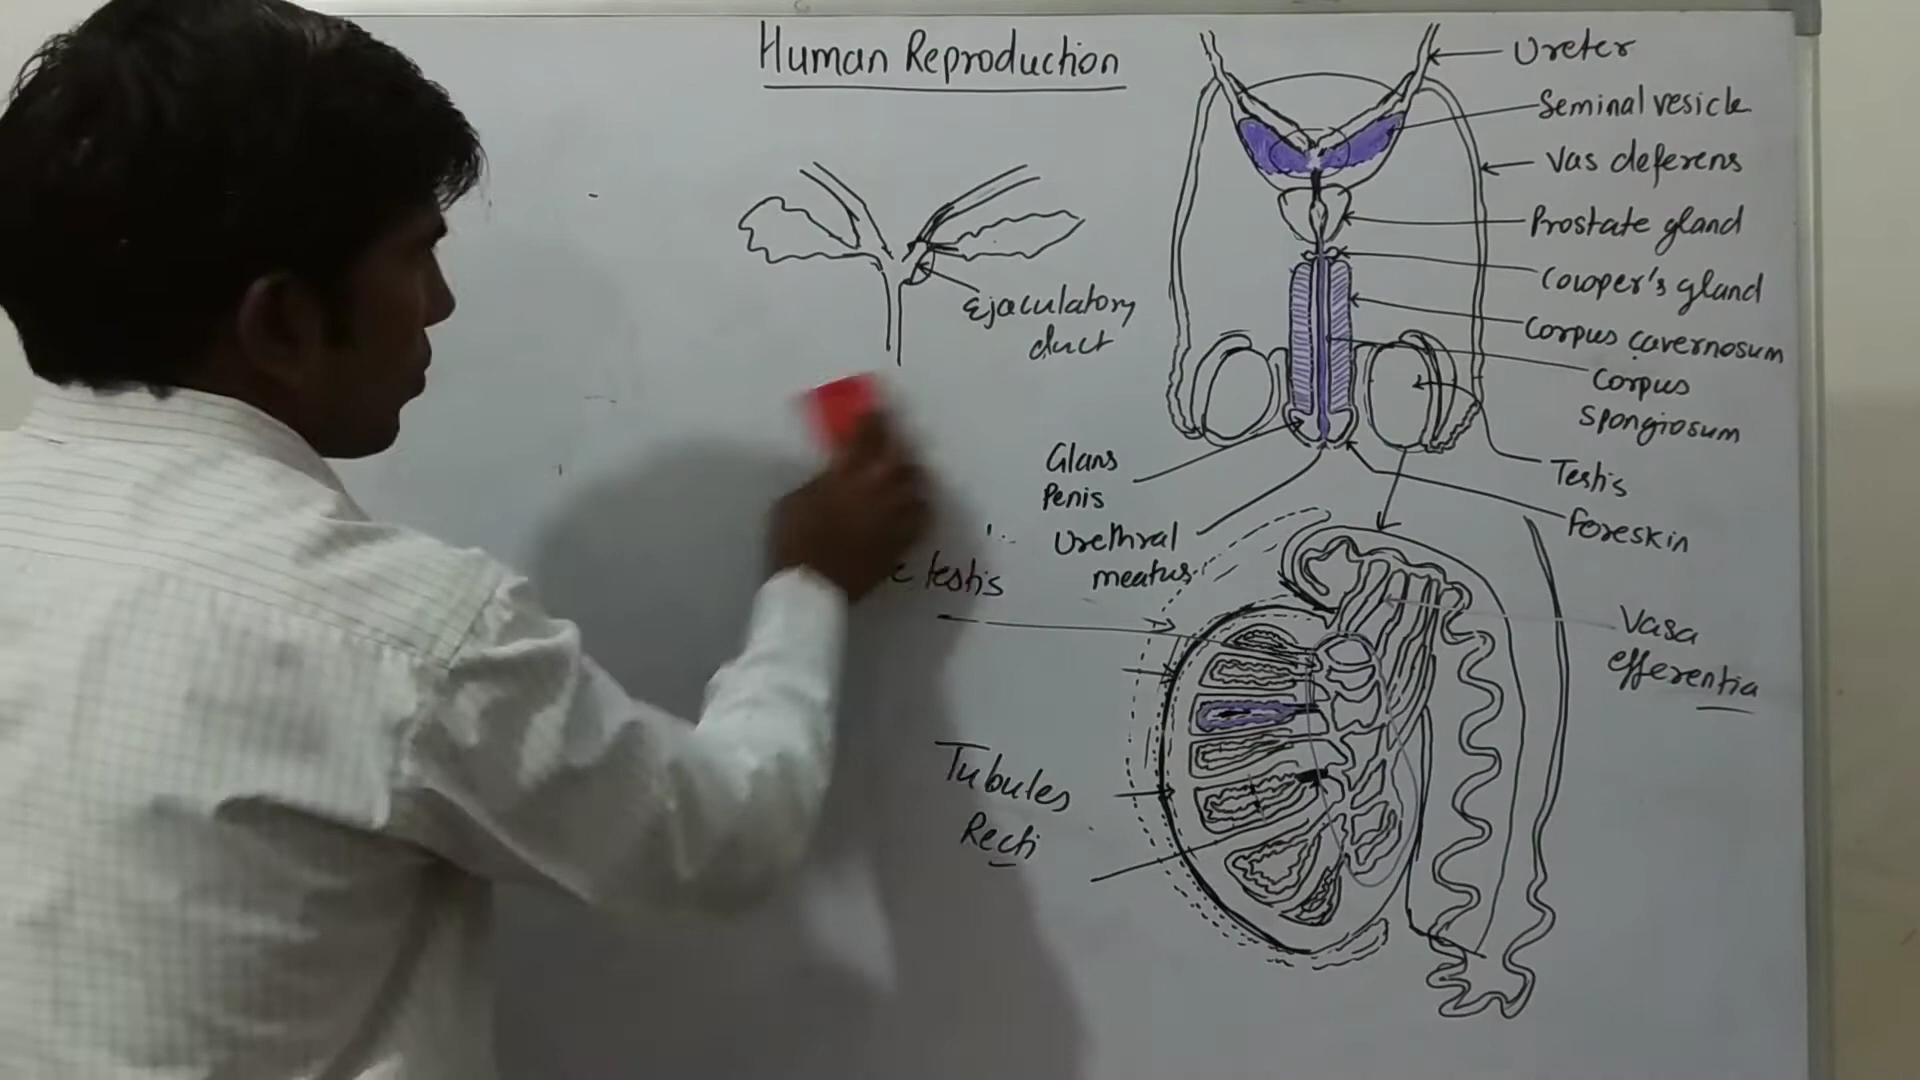 Human Reproduction
Ureter
Seminal vesicle
Vas deferens
Prostate gland
Cowper's gland
Corpus cavernosum
Corpus
spongiosum
Testis
Foreskin
Ejaculatory
duct
Glans
Penis
Urethral
meatus
testis
Vasa
efferentia
Tubules
Recti